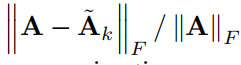 ‖A − Ã_k‖_F / ‖A‖_F